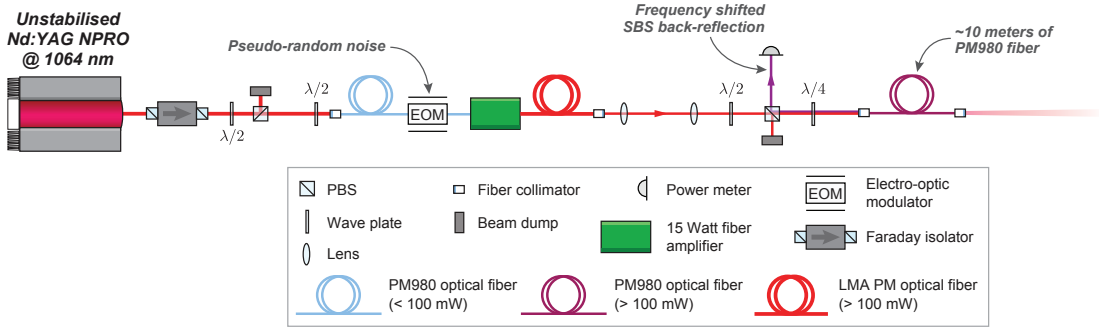 Unstabilised
Nd:YAG NPRO
@ 1064 nm
Pseudo-random noise
Frequency shifted
SBS back-reflection
~10 meters of
PM980 fiber
λ/2
λ/2
EOM
λ/2
λ/4
PBS
Fiber collimator
Power meter
EOM
Electro-optic
modulator
Wave plate
Beam dump
15 Watt fiber
amplifier
Faraday isolator
Lens
PM980 optical fiber
(< 100 mW)
PM980 optical fiber
(> 100 mW)
LMA PM optical fiber
(> 100 mW)